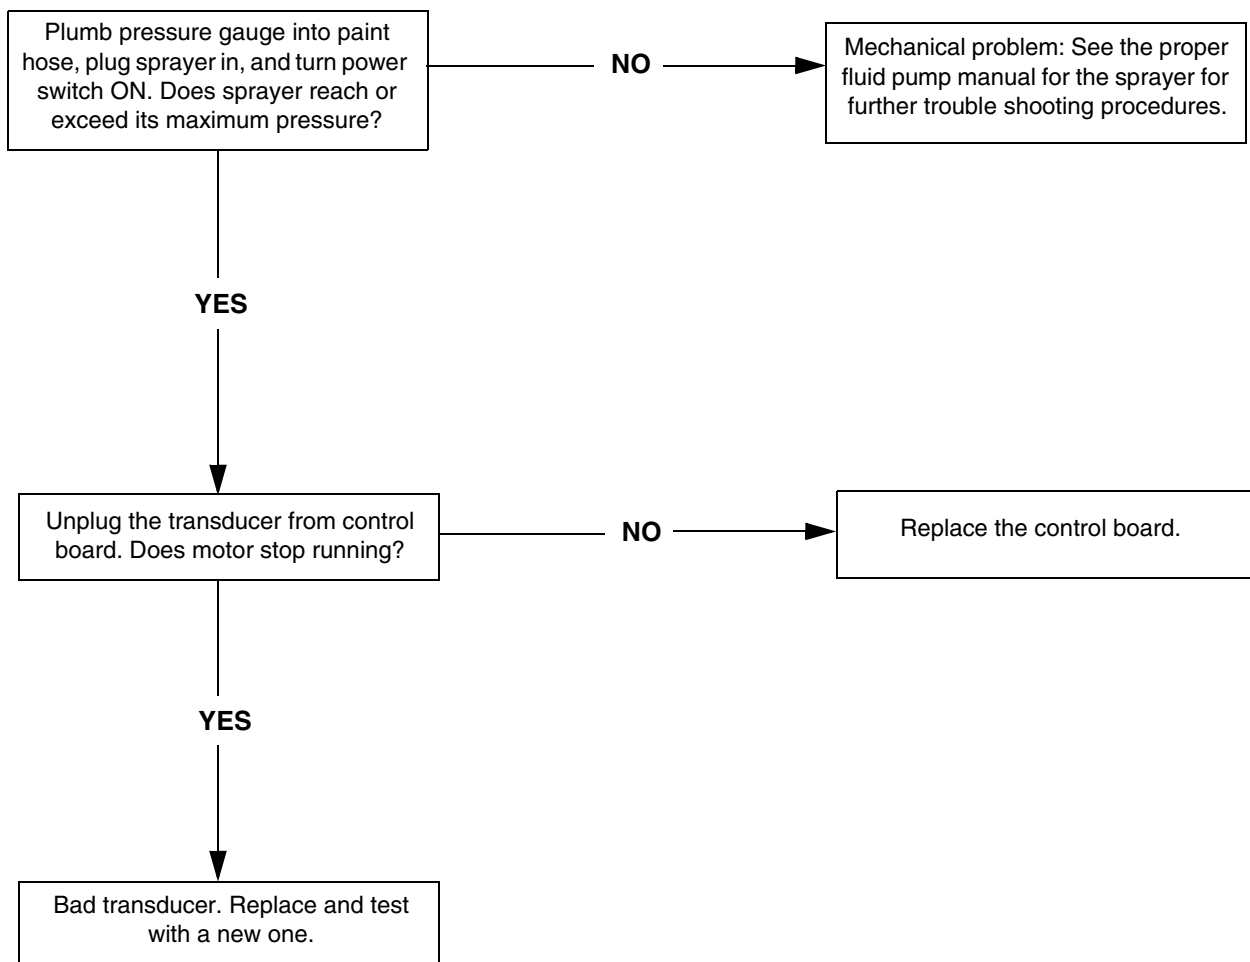 Plumb pressure gauge into paint
hose, plug sprayer in, and turn power
switch ON. Does sprayer reach or
exceed its maximum pressure?
NO
Mechanical problem: See the proper
fluid pump manual for the sprayer for
further trouble shooting procedures.
YES
Unplug the transducer from control
board. Does motor stop running?
NO
Replace the control board.
YES
Bad transducer. Replace and test
with a new one.